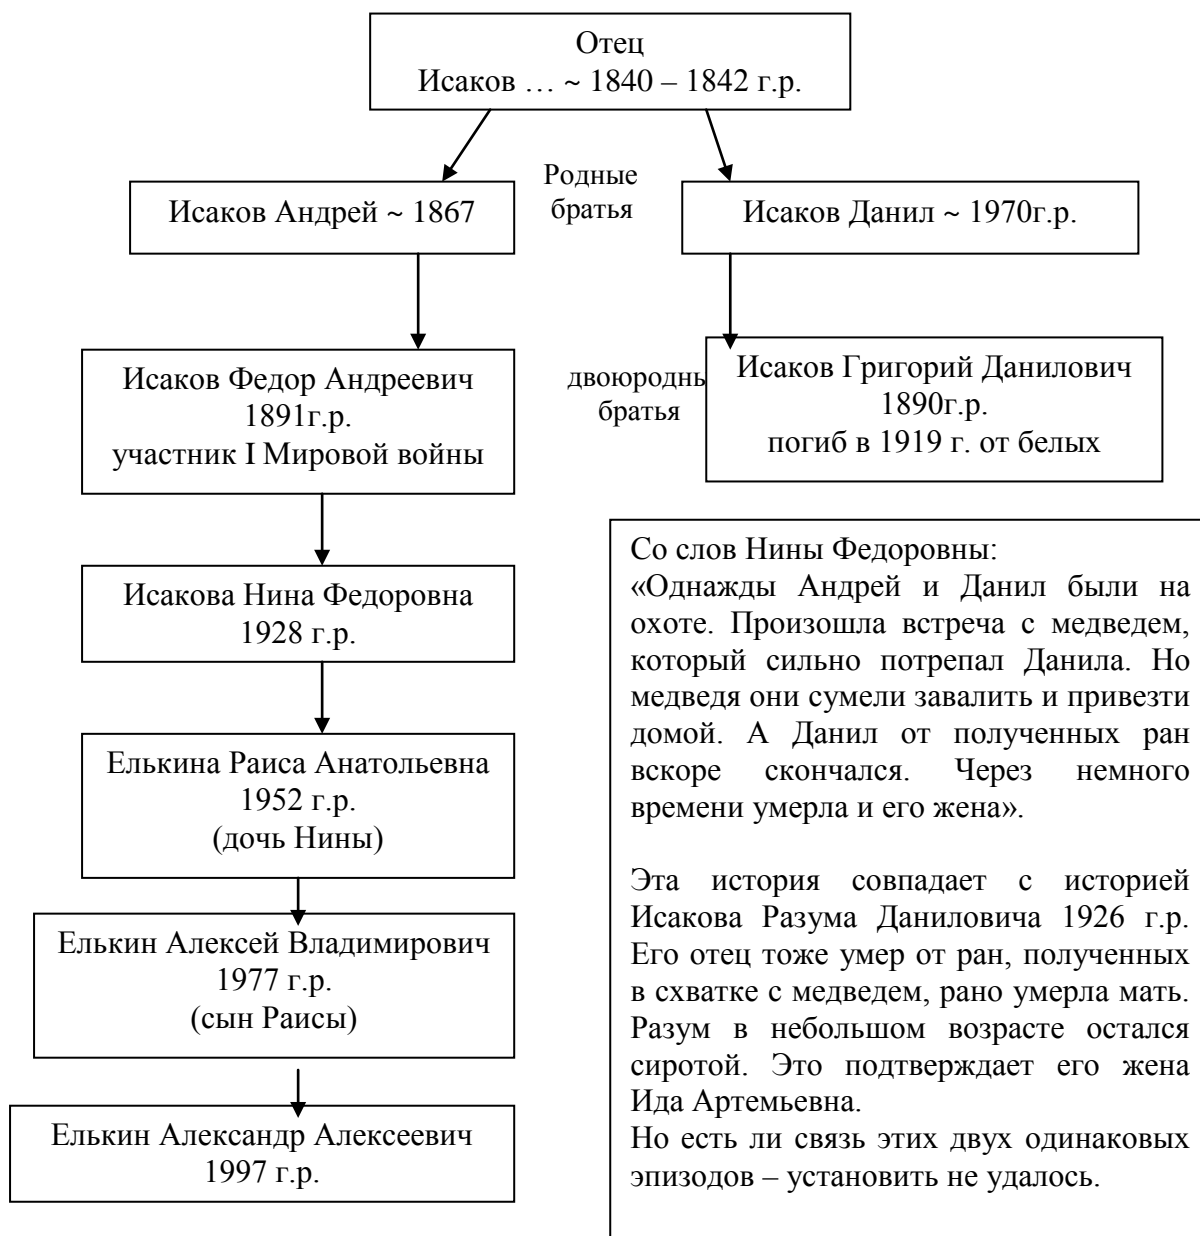 Отец
Исаков … ~ 1840 – 1842 г.р.
Родные
братья
Исаков Андрей ~ 1867
Исаков Данил ~ 1970г.р.
Исаков Федор Андреевич
1891г.р.
участник I Мировой войны
двоюроднь
братья
Исаков Григорий Данилович
1890г.р.
погиб в 1919 г. от белых
Исакова Нина Федоровна
1928 г.р.
Елькина Раиса Анатольевна
1952 г.р.
(дочь Нины)
Елькин Алексей Владимирович
1977 г.р.
(сын Раисы)
Елькин Александр Алексеевич
1997 г.р.
Со слов Нины Федоровны:
«Однажды Андрей и Данил были на
охоте. Произошла встреча с медведем,
который сильно потрепал Данила. Но
медведя они сумели завалить и привезти
домой. А Данил от полученных ран
вскоре скончался. Через немного
времени умерла и его жена».
Эта история совпадает с историей
Исакова Разума Даниловича 1926 г.р.
Его отец тоже умер от ран, полученных
в схватке с медведем, рано умерла мать.
Разум в небольшом возрасте остался
сиротой. Это подтверждает его жена
Ида Артемьевна.
Но есть ли связь этих двух одинаковых
эпизодов – установить не удалось.